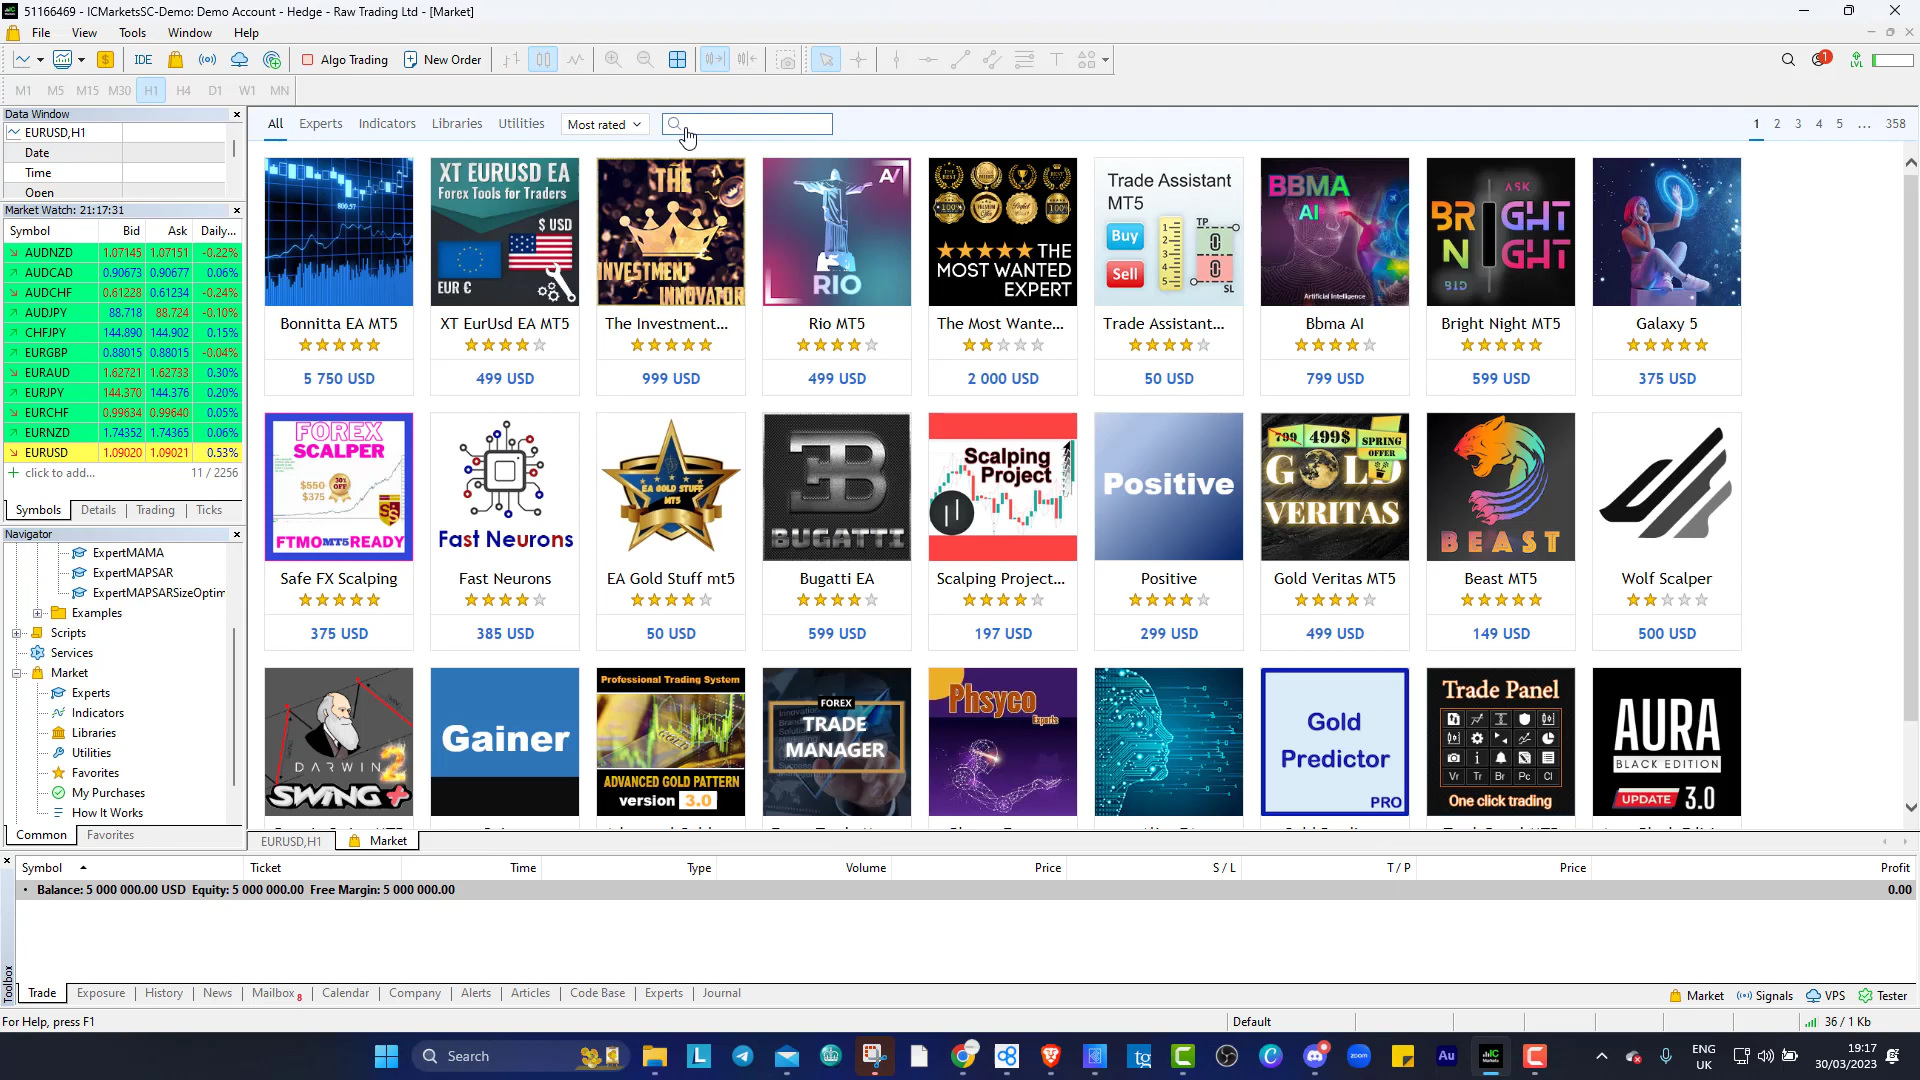 51166469 - ICMarketsSC-Demo: Demo Account - Hedge - Raw Trading Ltd - [Market]
File View Tools Window Help
IDE Algo Trading New Order 1 LVL
M1 M5 M15 M30 H1 H4 D1 W1 MN
Data Window
EURUSD,H1
Date
Time
Open
Market Watch: 21:17:31
Symbol Bid Ask Daily...
AUDNZD 1.07145 1.07151 -0.22%
AUDCAD 0.90673 0.90677 0.06%
AUDCHF 0.61228 0.61234 -0.24%
AUDJPY 88.718 88.724 -0.10%
CHFJPY 144.890 144.902 0.15%
EURGBP 0.88015 0.88015 -0.04%
EURAUD 1.62721 1.62733 0.30%
EURJPY 144.370 144.376 0.20%
EURCHF 0.99634 0.99640 0.05%
EURNZD 1.74352 1.74365 0.06%
EURUSD 1.09020 1.09021 0.53%
click to add... 11 / 2256
Symbols Details Trading Ticks
Navigator
ExpertMAMA
ExpertMAPSAR
ExpertMAPSARSizeOptim
Examples
Scripts
Services
Market
Experts
Indicators
Libraries
Utilities
Favorites
My Purchases
How It Works
Common Favorites
All Experts Indicators Libraries Utilities Most rated 1 2 3 4 5 ... 358
800.57
XT EURUSD EA
Forex Tools for Traders
$ USD
EUR €
THE
INVESTMENT
INNOVATOR
RIO
THE
MOST WANTED
EXPERT
Trade Assistant
MT5
Buy
Sell
TP
SL
BBMA
AI
Artificial Intelligence
ASK
BRIGHT
NIGHT
BID
Bonnitta EA MT5 XT EurUsd EA MT5 The Investment... Rio MT5 The Most Wante... Trade Assistant... Bbma AI Bright Night MT5 Galaxy 5
5 750 USD 499 USD 999 USD 499 USD 2 000 USD 50 USD 799 USD 599 USD 375 USD
FOREX
SCALPER
$550
$375
30%
OFF
FTMO MT5 READY
Fast Neurons
EA GOLD STUFF
MT5
BUGATTI
Scalping
Project
Positive
799 499$ SPRING
OFFER
GOLD
VERITAS
BEAST
Safe FX Scalping Fast Neurons EA Gold Stuff mt5 Bugatti EA Scalping Project... Positive Gold Veritas MT5 Beast MT5 Wolf Scalper
375 USD 385 USD 50 USD 599 USD 197 USD 299 USD 499 USD 149 USD 500 USD
DARWIN 2
SWING+
Gainer
Professional Trading System
GOLD
ADVANCED GOLD PATTERN
version 3.0
FOREX
TRADE
MANAGER
Phsyco
Experts
Gold
Predictor
PRO
Trade Panel
Vr Tr Br Pc Cl
One click trading
AURA
BLACK EDITION
UPDATE 3.0
EURUSD,H1 Market
Symbol Ticket Time Type Volume Price S / L T / P Price Profit
Balance: 5 000 000.00 USD Equity: 5 000 000.00 Free Margin: 5 000 000.00 0.00
Toolbox
Trade Exposure History News Mailbox 8 Calendar Company Alerts Articles Code Base Experts Journal
Market Signals VPS Tester
For Help, press F1 Default 36 / 1 Kb
Search L tg zoom Au
ENG
UK
19:17
30/03/2023